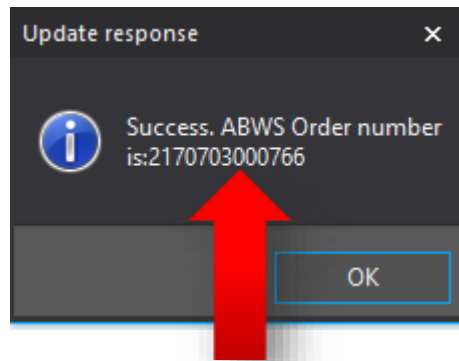 Update response
Success. ABWS Order number
is:2170703000766
OK